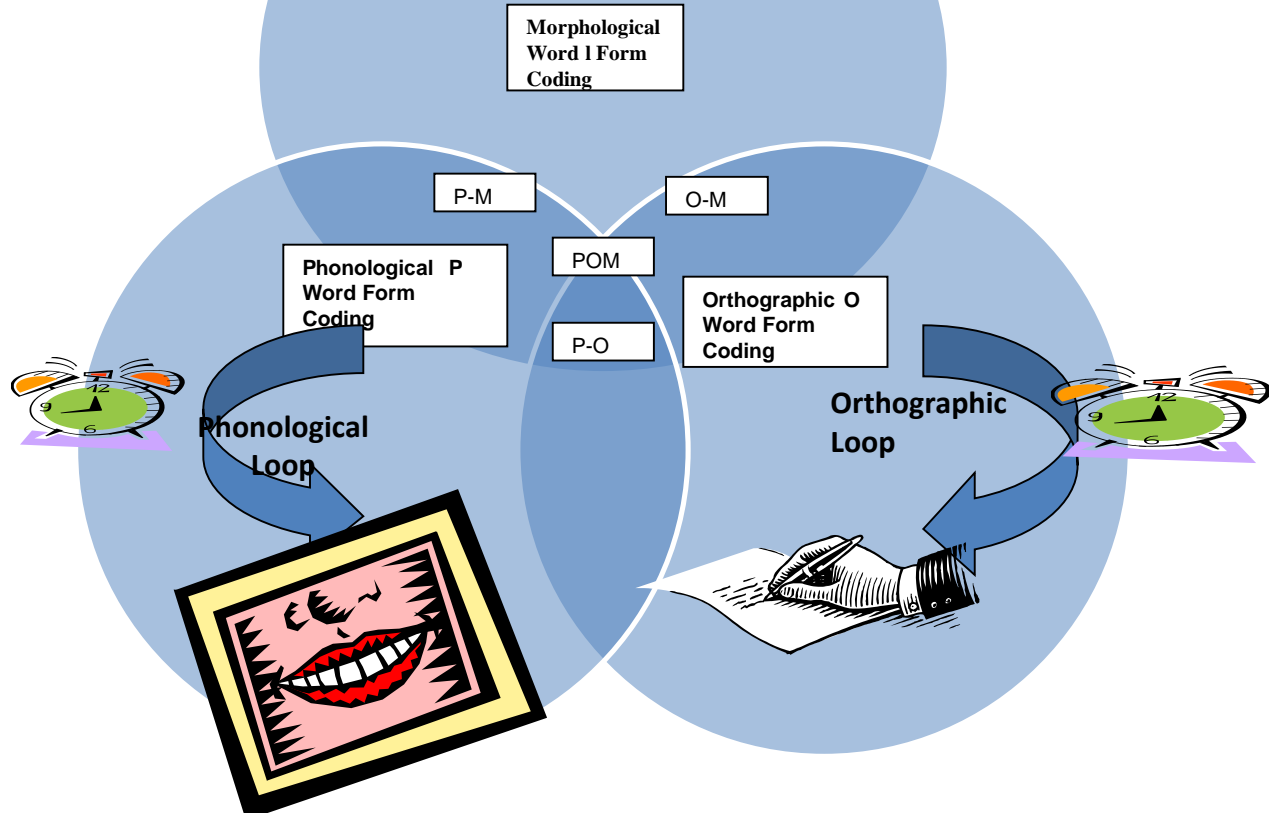 Morphological
Word l Form
Coding
P-M
O-M
POM
Phonological P
Word Form
Coding
Orthographic O
Word Form
Coding
P-O
Phonological
Loop
Orthographic
Loop
12
9
6
12
9
6